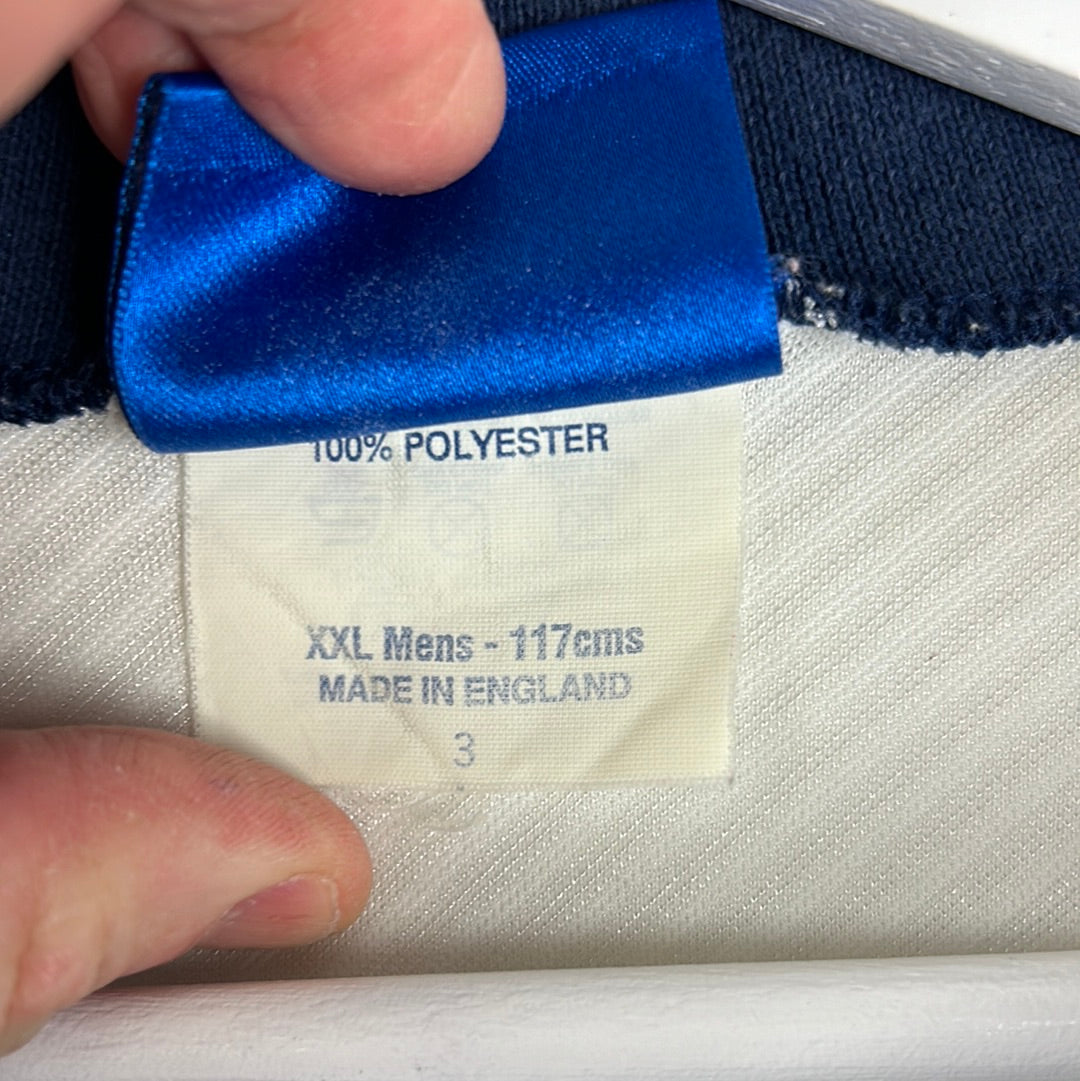 100% POLYESTER
XXL Mens - 117cms
MADE IN ENGLAND
3